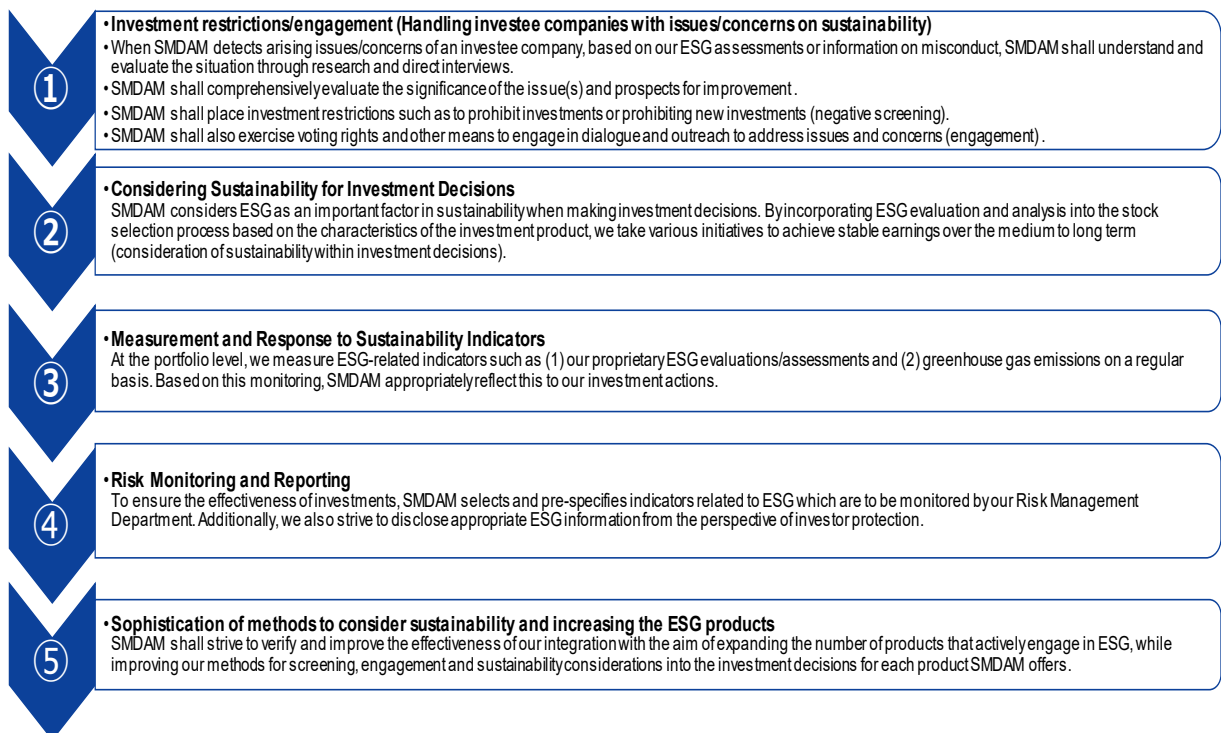 ①
• Investment restrictions/engagement (Handling investee companies with issues/concerns on sustainability)
• When SMDAM detects arising issues/concerns of an investee company, based on our ESG assessments or information on misconduct, SMDAM shall understand and
evaluate the situation through research and direct interviews.
• SMDAM shall comprehensively evaluate the significance of the issue(s) and prospects for improvement.
• SMDAM shall place investment restrictions such as to prohibit investments or prohibiting new investments (negative screening).
• SMDAM shall also exercise voting rights and other means to engage in dialogue and outreach to address issues and concerns (engagement).
②
• Considering Sustainability for Investment Decisions
SMDAM considers ESG as an important factor in sustainability when making investment decisions. By incorporating ESG evaluation and analysis into the stock
selection process based on the characteristics of the investment product, we take various initiatives to achieve stable earnings over the medium to long term
(consideration of sustainability within investment decisions).
③
• Measurement and Response to Sustainability Indicators
At the portfolio level, we measure ESG-related indicators such as (1) our proprietary ESG evaluations/assessments and (2) greenhouse gas emissions on a regular
basis. Based on this monitoring, SMDAM appropriately reflect this to our investment actions.
④
• Risk Monitoring and Reporting
To ensure the effectiveness of investments, SMDAM selects and pre-specifies indicators related to ESG which are to be monitored by our Risk Management
Department. Additionally, we also strive to disclose appropriate ESG information from the perspective of investor protection.
⑤
• Sophistication of methods to consider sustainability and increasing the ESG products
SMDAM shall strive to verify and improve the effectiveness of our integration with the aim of expanding the number of products that actively engage in ESG, while
improving our methods for screening, engagement and sustainability considerations into the investment decisions for each product SMDAM offers.